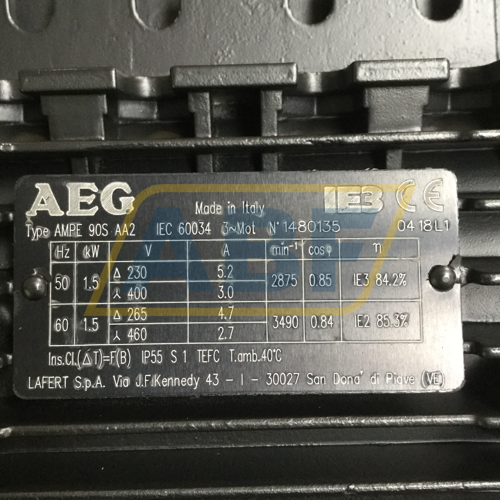 AEG Made in Italy IE3 CE
Type AMPE 90S AA2 IEC 60034 3~Mot. N°1480135 0418L1
Hz kW V A min⁻¹ cosφ η
50 1.5 Δ 230 5.2 2875 0.85 IE3 84.2%
⅄ 400 3.0
60 1.5 Δ 265 4.7 3490 0.84 IE2 85.3%
⅄ 460 2.7
Ins.Cl.(ΔT)=F(B) IP55 S 1 TEFC T.amb.40°C
LAFERT S.p.A. Via J.F.Kennedy 43 - I - 30027 San Dona' di Piave (VE)
ABF